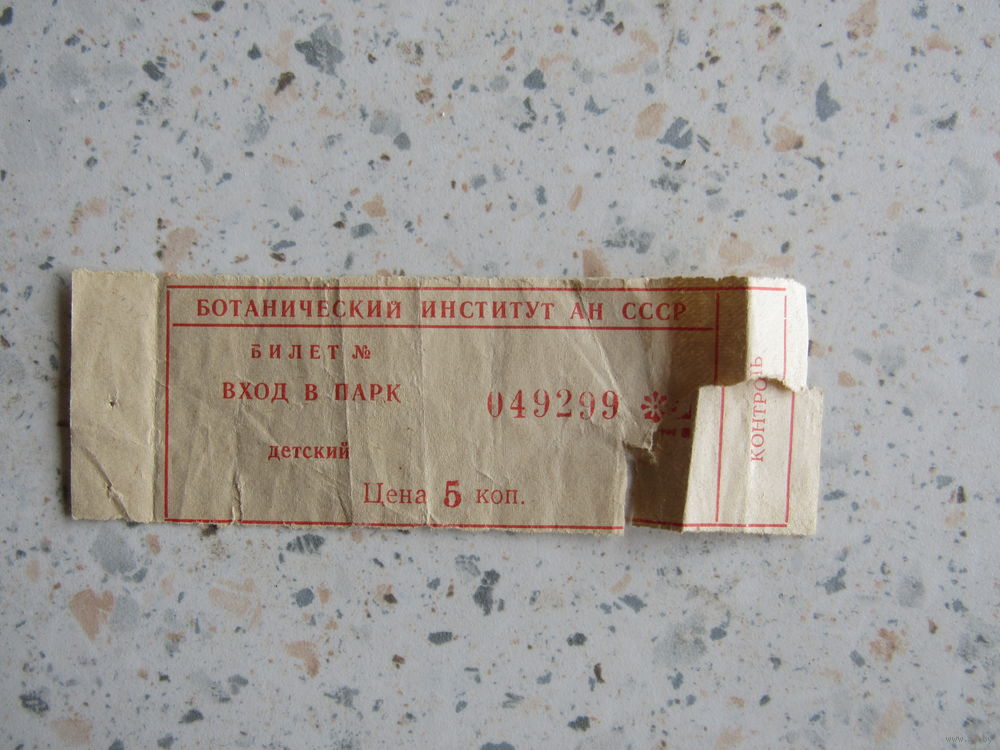 БОТАНИЧЕСКИЙ ИНСТИТУТ АН СССР
БИЛЕТ №
ВХОД В ПАРК
049299
детский
Цена 5 коп.
КОНТРОЛЬ